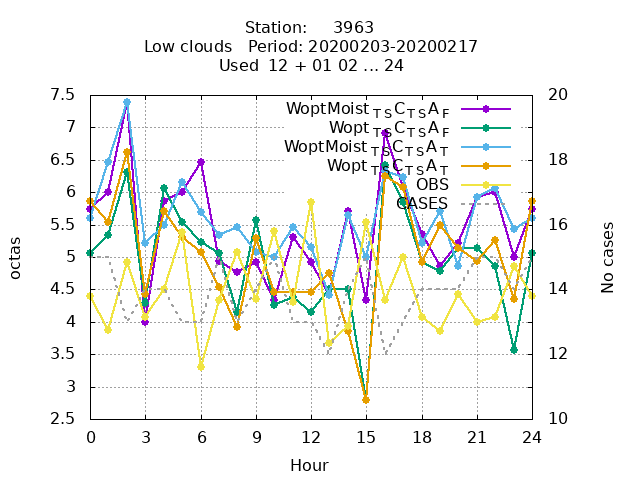 Station: 3963
Low clouds Period: 20200203-20200217
Used 12 + 01 02 ... 24
7.5
7
6.5
6
5.5
5
4.5
4
3.5
3
2.5
20
18
16
14
12
10
WoptMoist TS C TS A F
Wopt TS C TS A F
WoptMoist TS C TS A T
Wopt TS C TS A T
OBS
CASES
octas
No cases
0 3 6 9 12 15 18 21 24
Hour